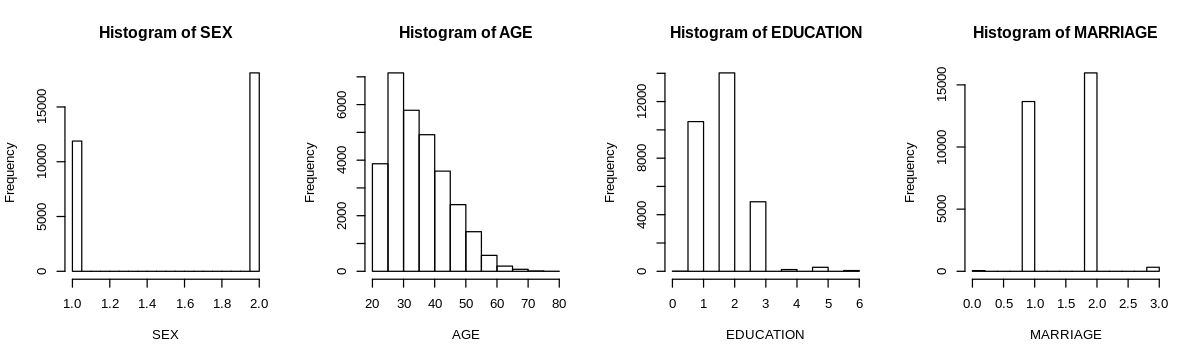 Histogram of SEX
Frequency
15000
10000
5000
0
1.0 1.2 1.4 1.6 1.8 2.0
SEX
Histogram of AGE
Frequency
6000
4000
2000
0
20 30 40 50 60 70 80
AGE
Histogram of EDUCATION
Frequency
12000
8000
4000
0
0 1 2 3 4 5 6
EDUCATION
Histogram of MARRIAGE
Frequency
15000
10000
5000
0
0.0 0.5 1.0 1.5 2.0 2.5 3.0
MARRIAGE